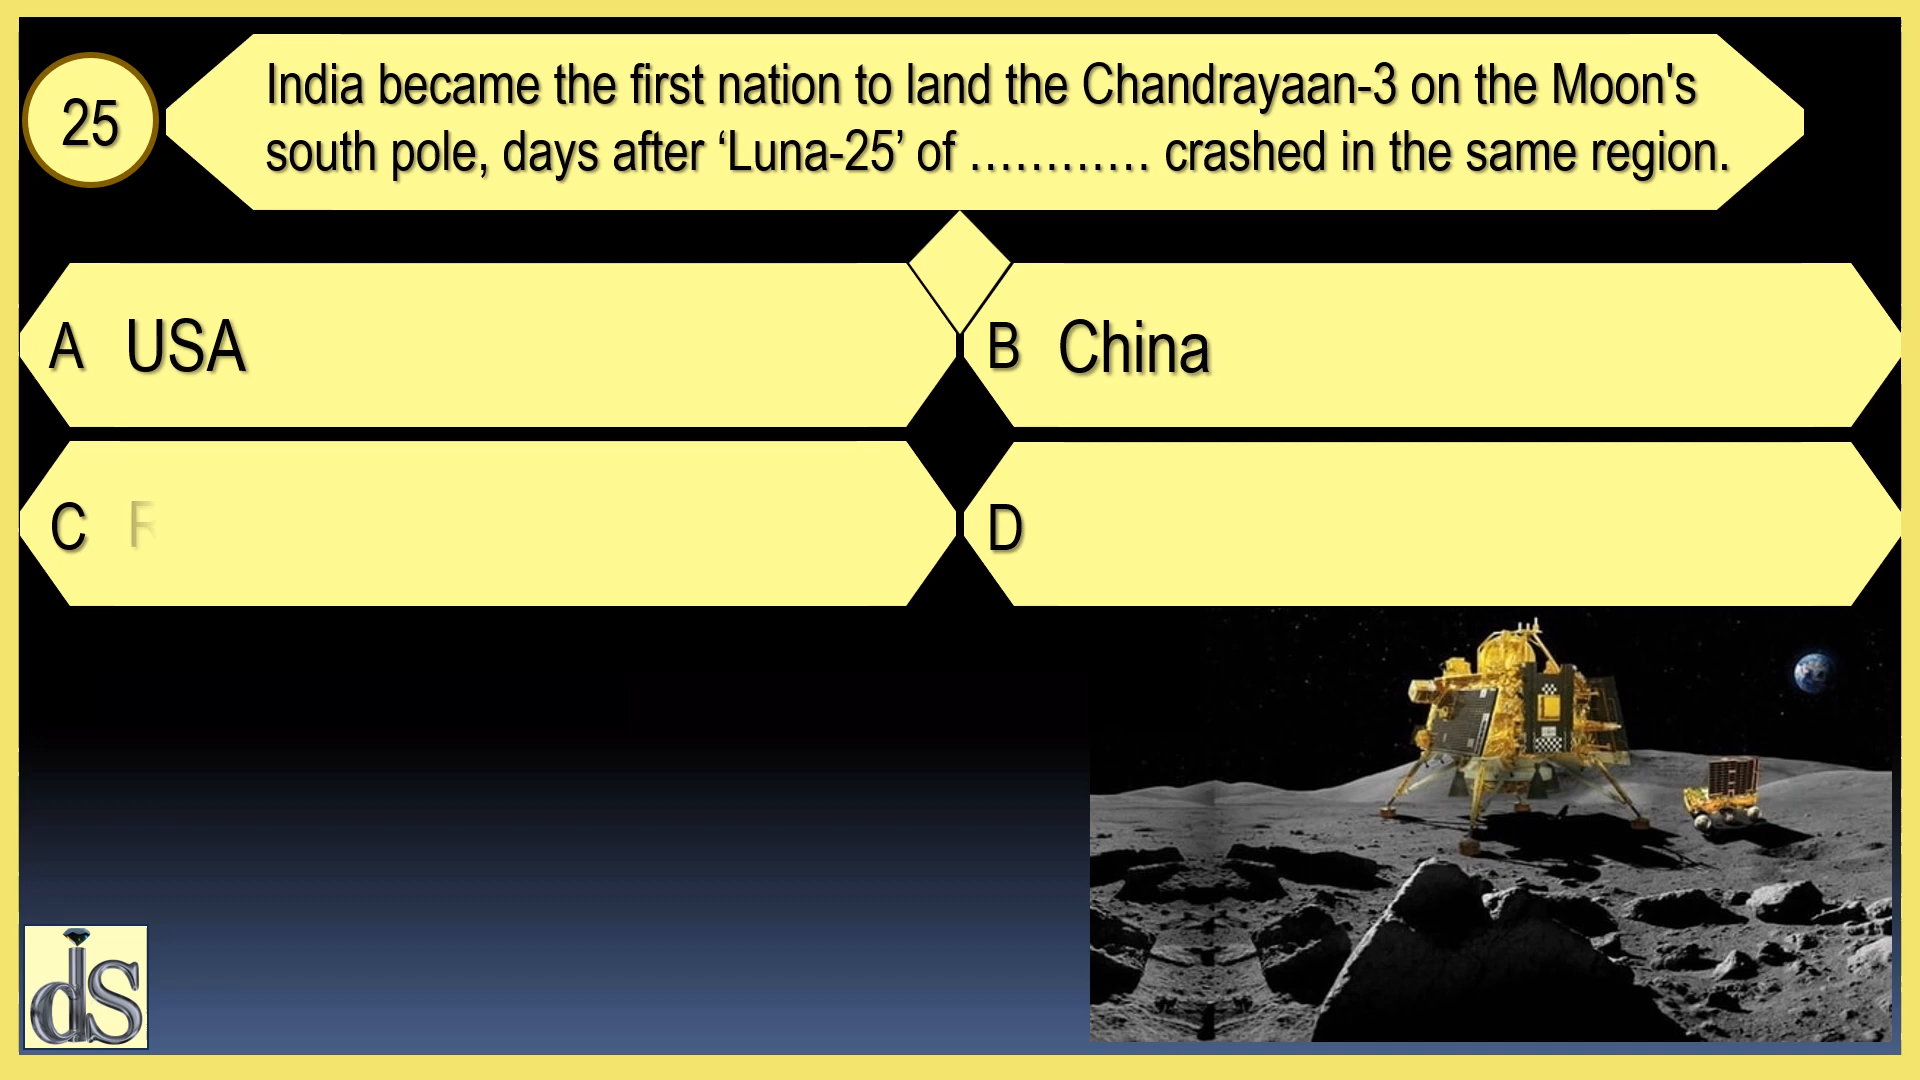 25
India became the first nation to land the Chandrayaan-3 on the Moon's
south pole, days after ‘Luna-25’ of ………… crashed in the same region.
A USA
B China
C R
D
dS